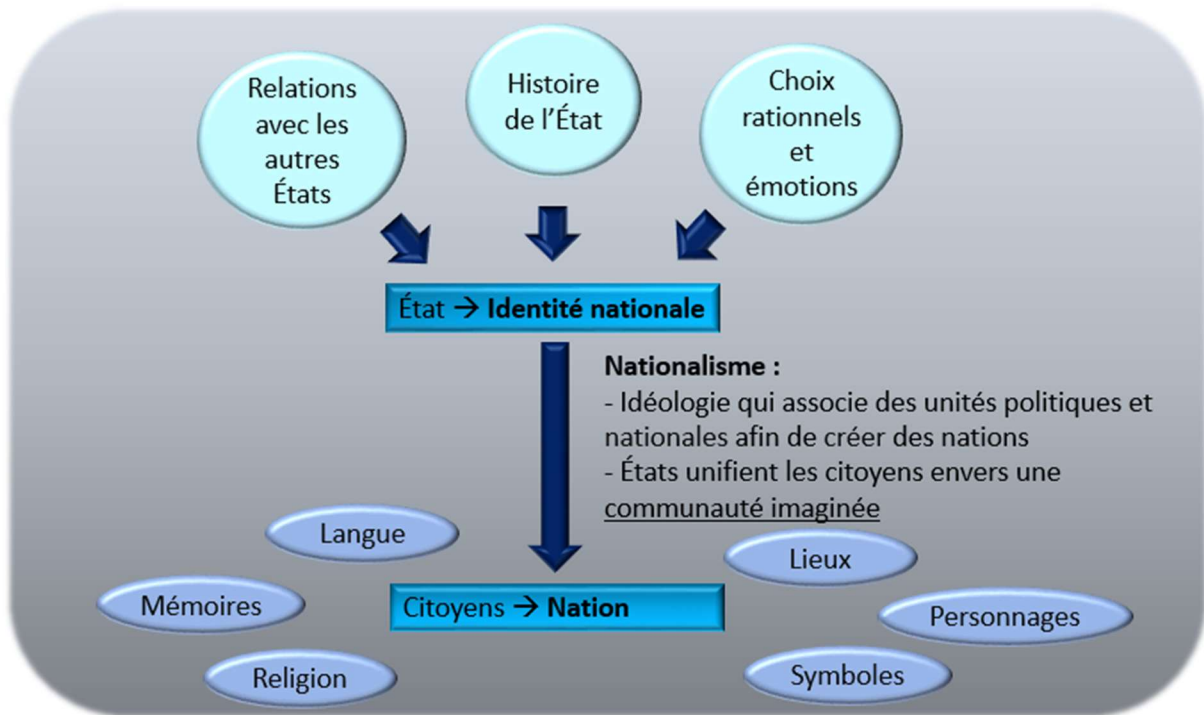 Relations
avec les
autres
États
Histoire
de l’État
Choix
rationnels
et
émotions
État → Identité nationale
Nationalisme :
- Idéologie qui associe des unités politiques et
nationales afin de créer des nations
- États unifient les citoyens envers une
communauté imaginée
Langue
Mémoires
Religion
Citoyens → Nation
Lieux
Personnages
Symboles